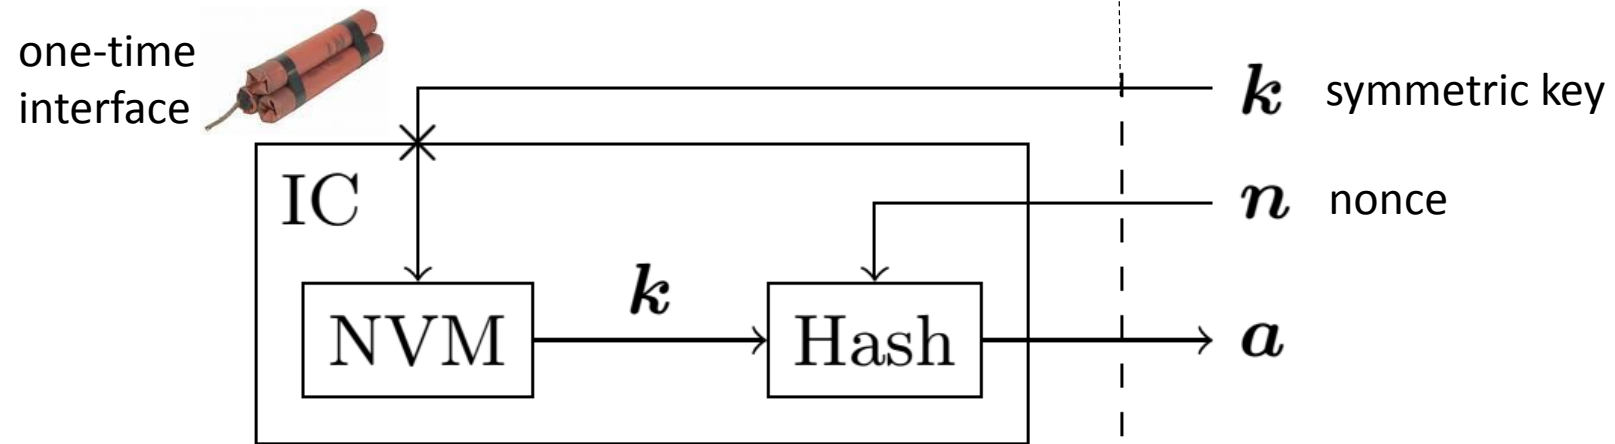 one-time
interface
k symmetric key
IC
n nonce
k
NVM
Hash
a